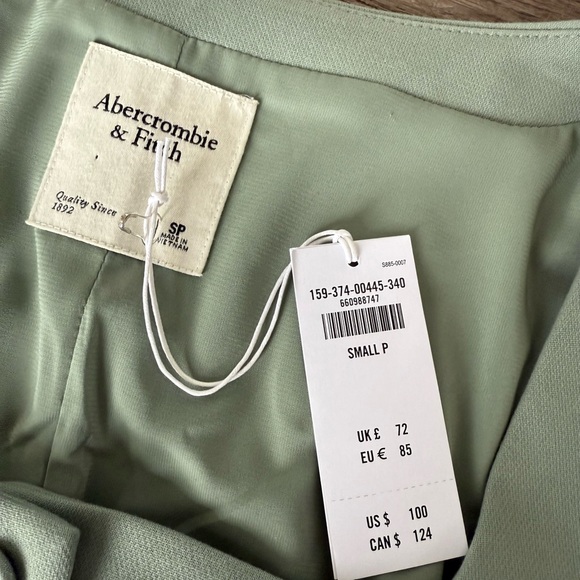 Abercrombie
& Fitch
Quality Since
1892
SP
MADE IN
VIETNAM
S885-0007
159-374-00445-340
660988747
SMALL P
UK £ 72
EU € 85
US $ 100
CAN $ 124